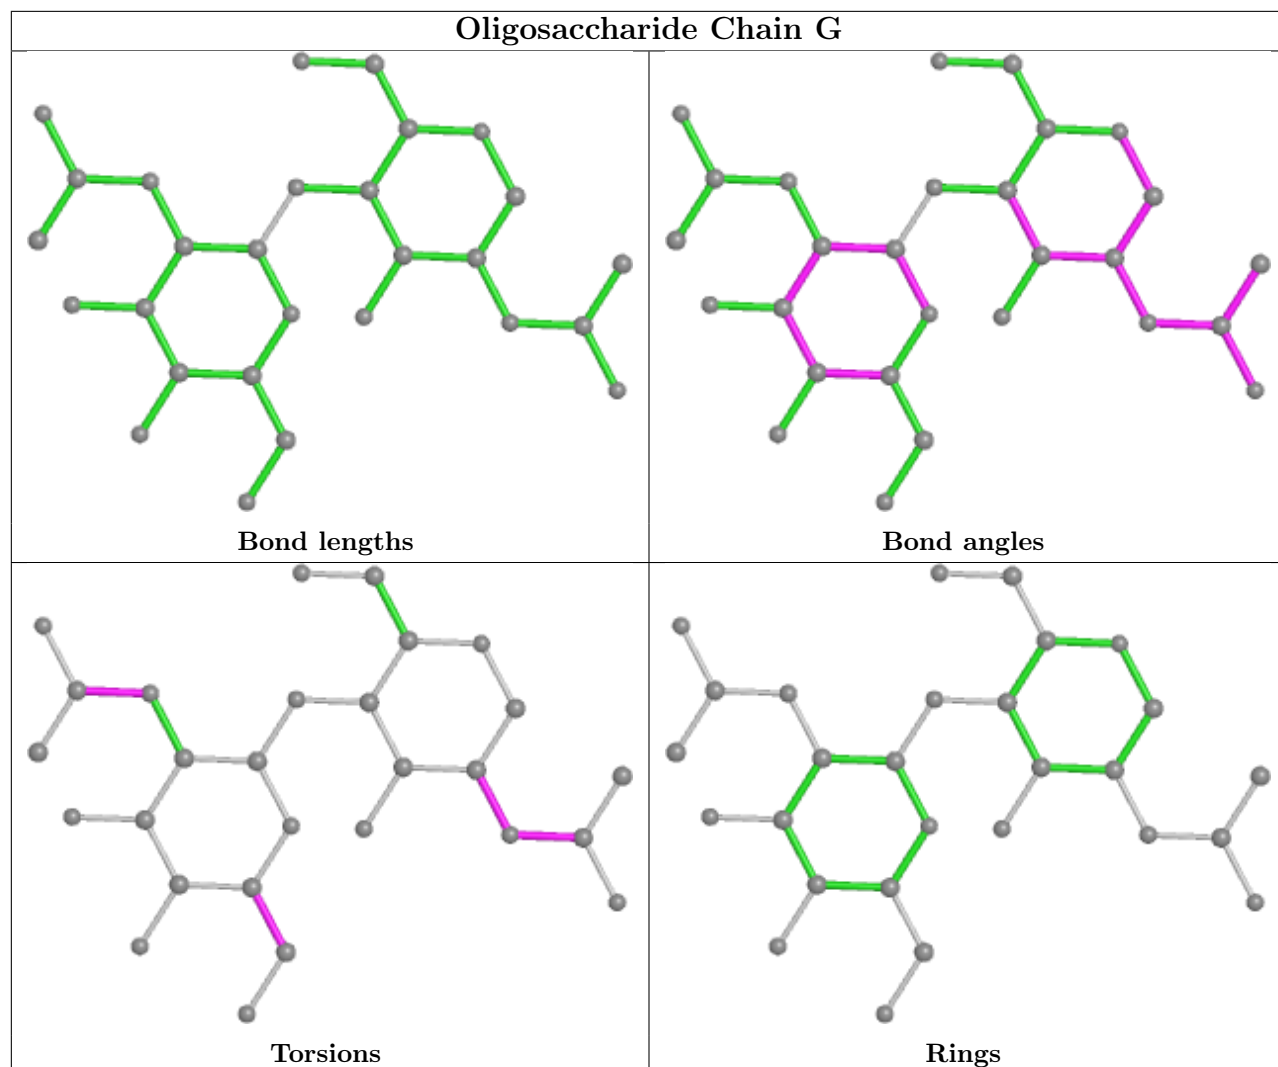 Oligosaccharide Chain G
Bond lengths
Bond angles
Torsions
Rings